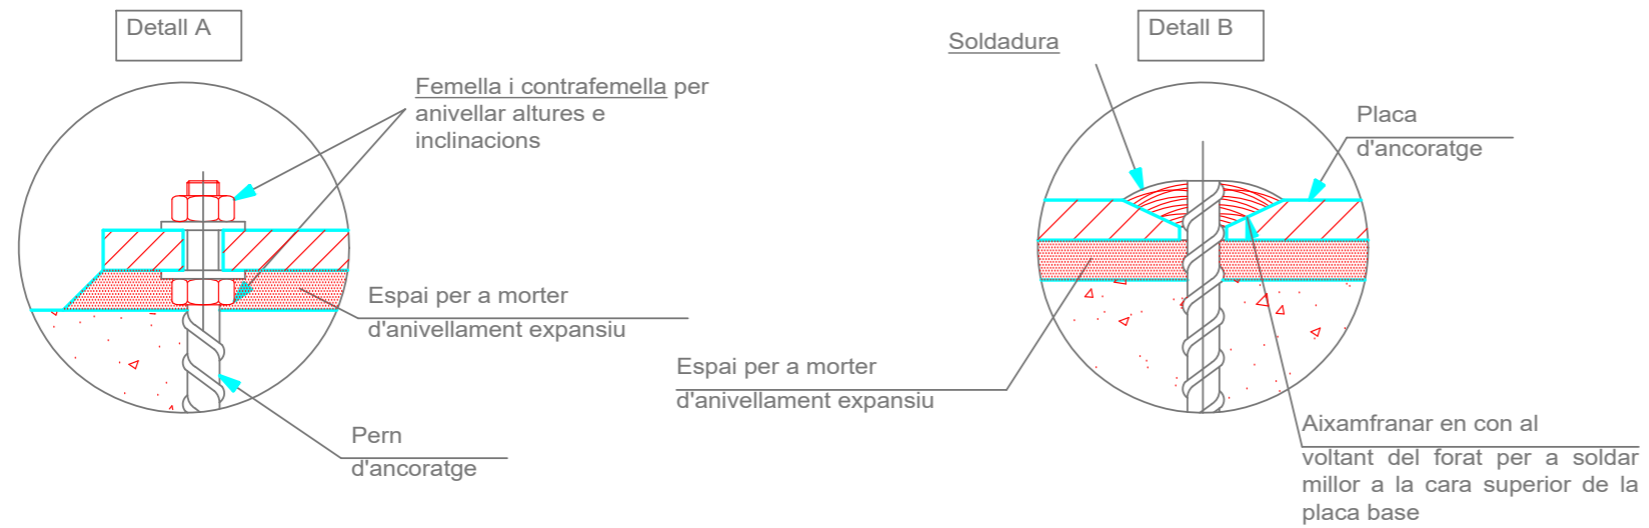 Detall A
Femella i contrafemella per
anivellar altures e
inclinacions
Espai per a morter
d'anivellament expansiu
Pern
d'ancoratge
Detall B
Soldadura
Placa
d'ancoratge
Espai per a morter
d'anivellament expansiu
Aixamfranar en con al
voltant del forat per a soldar
millor a la cara superior de la
placa base